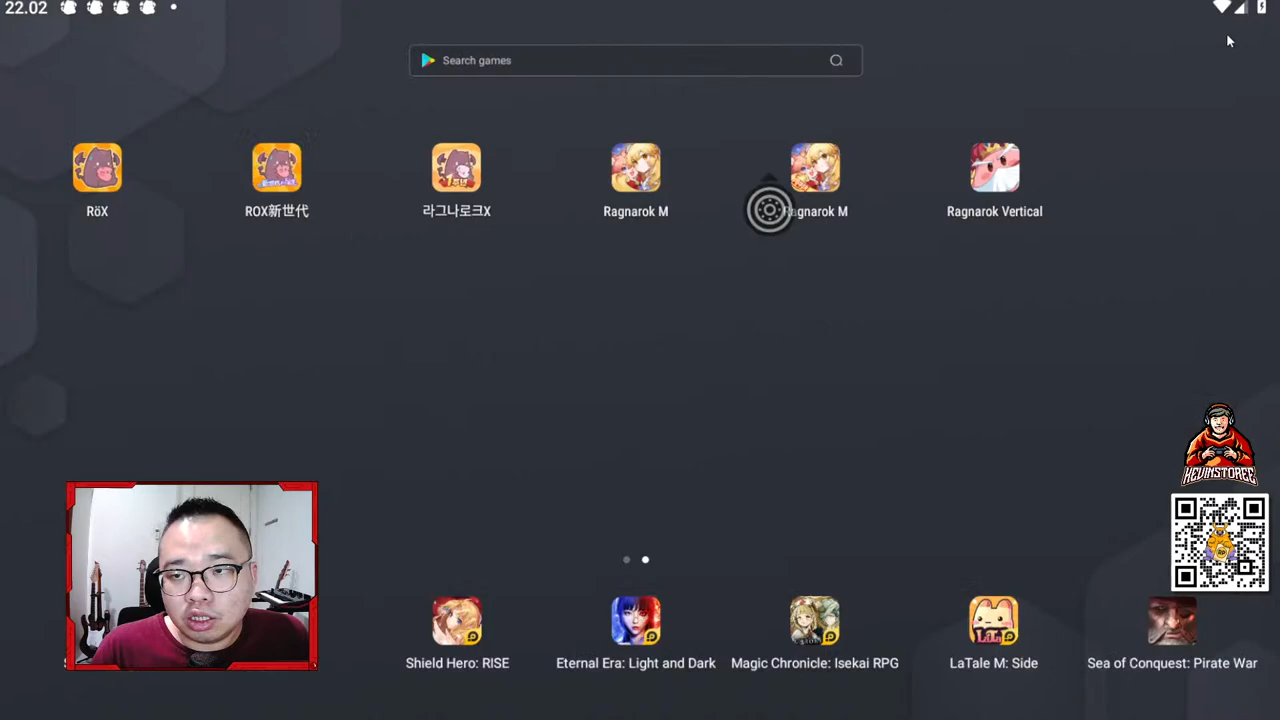 22.02
Search games
RöX
ROX新世代
라그나로크X
Ragnarok M
Ragnarok M
Ragnarok Vertical
KEVINSTOREE
Shield Hero: RISE
Eternal Era: Light and Dark
Magic Chronicle: Isekai RPG
LaTale M: Side
Sea of Conquest: Pirate War